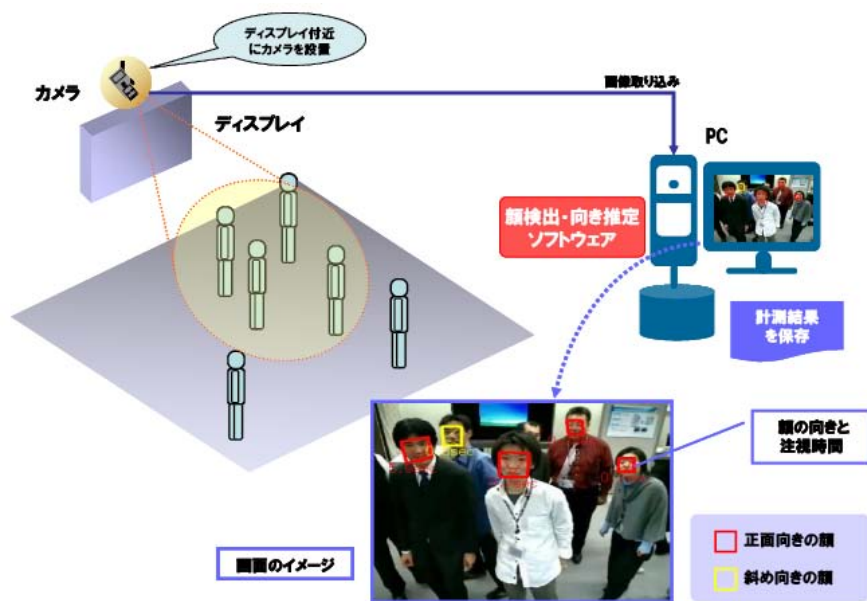 ディスプレイ付近
にカメラを設置
カメラ
ディスプレイ
画像取り込み
PC
顔検出・向き推定
ソフトウェア
計測結果
を保存
顔の向きと
注視時間
画面のイメージ
正面向きの顔
斜め向きの顔